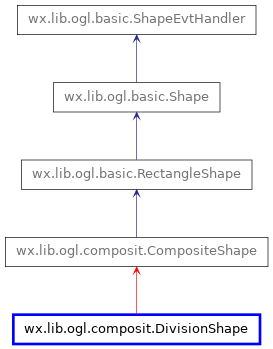 wx.lib.ogl.basic.ShapeEvtHandler
wx.lib.ogl.basic.Shape
wx.lib.ogl.basic.RectangleShape
wx.lib.ogl.composit.CompositeShape
wx.lib.ogl.composit.DivisionShape